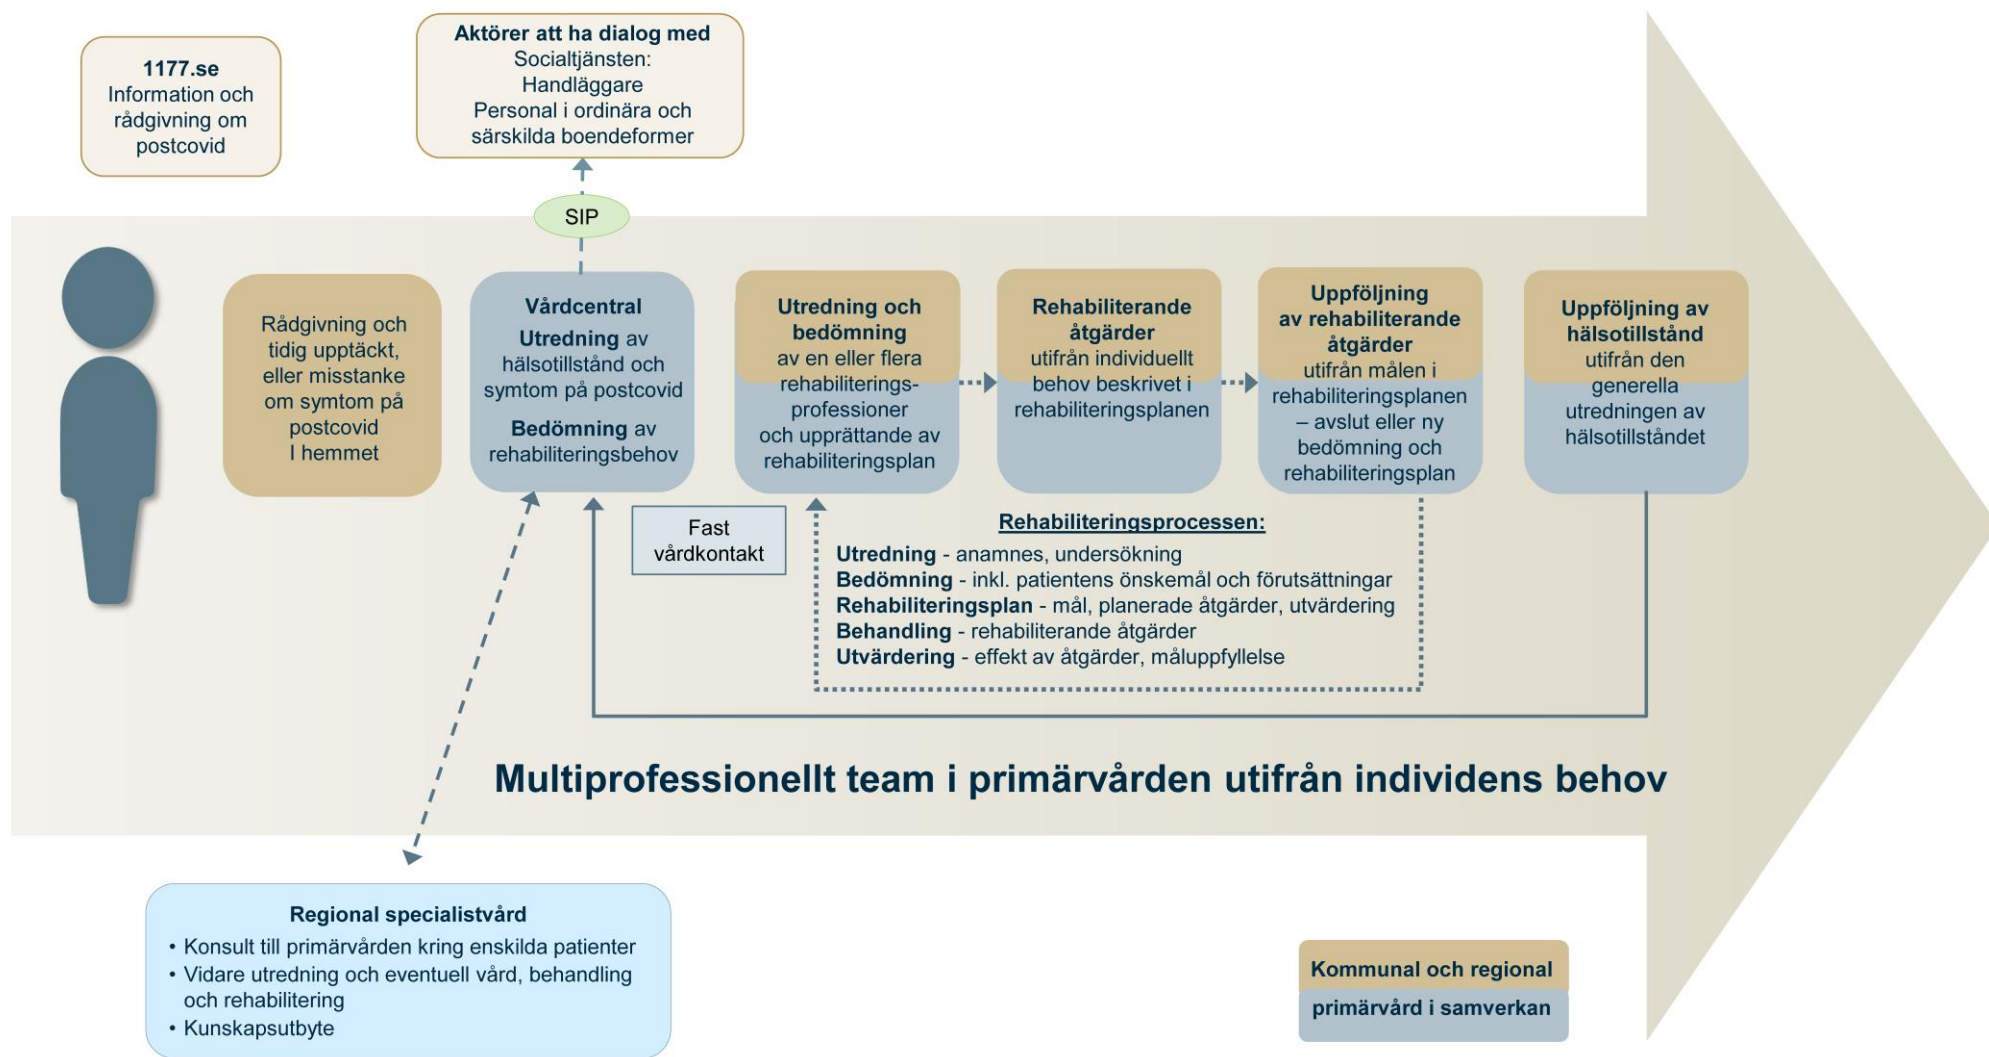 1177.se
Information och
rådgivning om
postcovid
Aktörer att ha dialog med
Socialtjänsten:
Handläggare
Personal i ordinära och
särskilda boendeformer
SIP
Rådgivning och
tidig upptäckt,
eller misstanke
om symtom på
postcovid
I hemmet
Vårdcentral
Utredning av
hälsotillstånd och
symtom på postcovid
Bedömning av
rehabiliteringsbehov
Utredning och
bedömning
av en eller flera
rehabiliterings-
professioner
och upprättande av
rehabiliteringsplan
Rehabiliterande
åtgärder
utifrån individuellt
behov beskrivet i
rehabiliteringsplanen
Uppföljning
av rehabiliterande
åtgärder
utifrån målen i
rehabiliteringsplanen
– avslut eller ny
bedömning och
rehabiliteringsplan
Uppföljning av
hälsotillstånd
utifrån den
generella
utredningen av
hälsotillståndet
Fast
vårdkontakt
Rehabiliteringsprocessen:
Utredning - anamnes, undersökning
Bedömning - inkl. patientens önskemål och förutsättningar
Rehabiliteringsplan - mål, planerade åtgärder, utvärdering
Behandling - rehabiliterande åtgärder
Utvärdering - effekt av åtgärder, måluppfyllelse
Multiprofessionellt team i primärvården utifrån individens behov
Regional specialistvård
• Konsult till primärvården kring enskilda patienter
• Vidare utredning och eventuell vård, behandling
och rehabilitering
• Kunskapsutbyte
Kommunal och regional
primärvård i samverkan